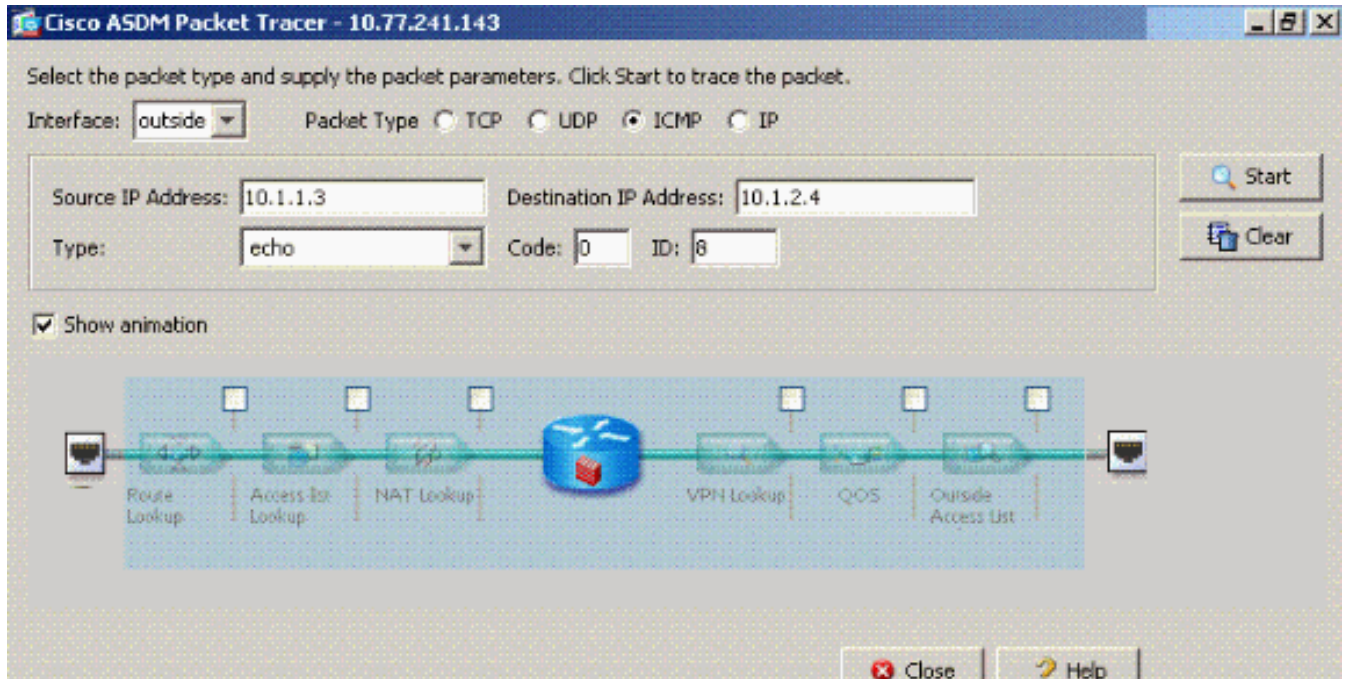 Cisco ASDM Packet Tracer - 10.77.241.143
Select the packet type and supply the packet parameters. Click Start to trace the packet.
Interface: outside Packet Type TCP UDP ICMP IP
Source IP Address: 10.1.1.3 Destination IP Address: 10.1.2.4
Start
Type: echo Code: 0 ID: 8
Clear
Show animation
Route Lookup
Access list Lookup
NAT Lookup
VPN Lookup
QOS
Outside Access List
Close Help